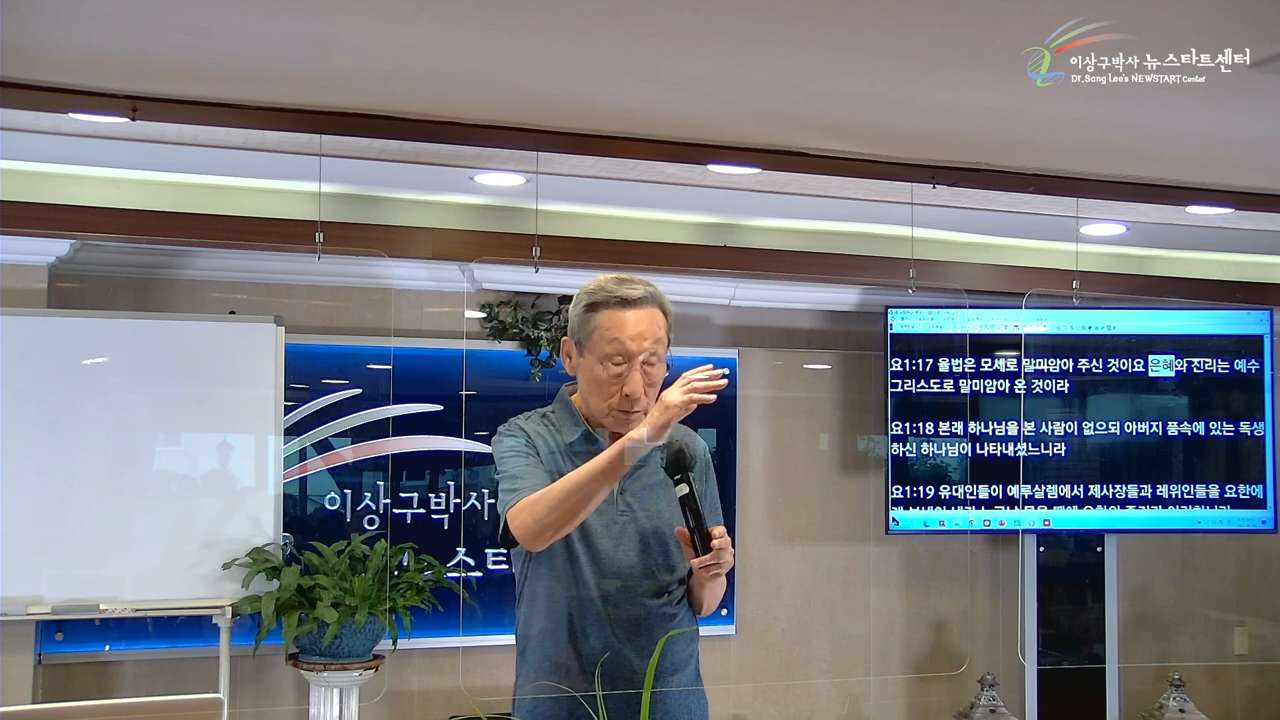 이상구박사 뉴스타트센터
Dr. Sang Lee's NEWSTART Center
요1:17 율법은 모세로 말미암아 주신 것이요 은혜와 진리는 예수
그리스도로 말미암아 온 것이라
요1:18 본래 하나님을 본 사람이 없으되 아버지 품속에 있는 독생
하신 하나님이 나타내셨느니라
요1:19 유대인들이 예루살렘에서 제사장들과 레위인들을 요한에
이상구박사
스타